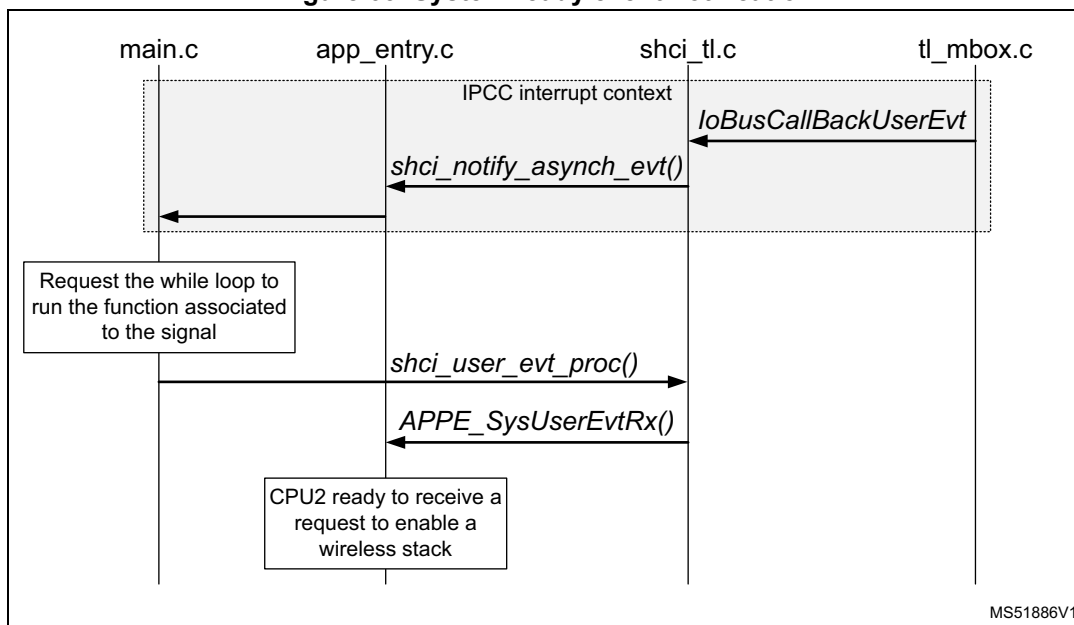 main.c app_entry.c shci_tl.c tl_mbox.c
IPCC interrupt context
IoBusCallBackUserEvt
shci_notify_asynch_evt()
Request the while loop to
run the function associated
to the signal
shci_user_evt_proc()
APPE_SysUserEvtRx()
CPU2 ready to receive a
request to enable a
wireless stack
MS51886V1